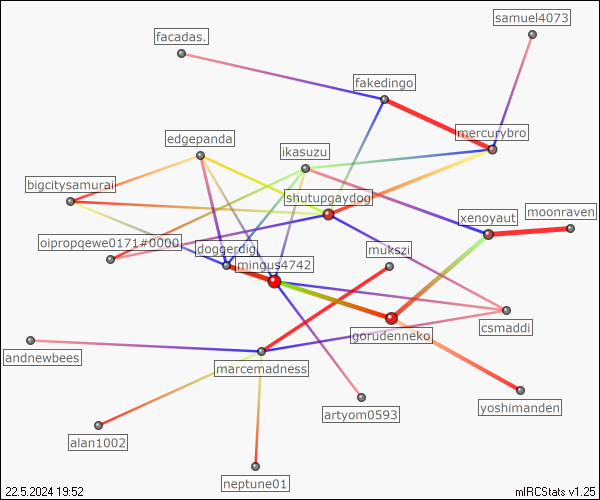 samuel4073
facadas.
fakedingo
mercurybro
edgepanda
ikasuzu
bigcitysamurai
shutupgaydog
xenoyaut
moonraven
oipropqewe0171#0000
doggerdig
mukszi
mingus4742
csmaddi
gorudenneko
andnewbees
marcemadness
artyom0593
yoshimanden
alan1002
neptune01
22.5.2024 19:52
mIRCStats v1.25